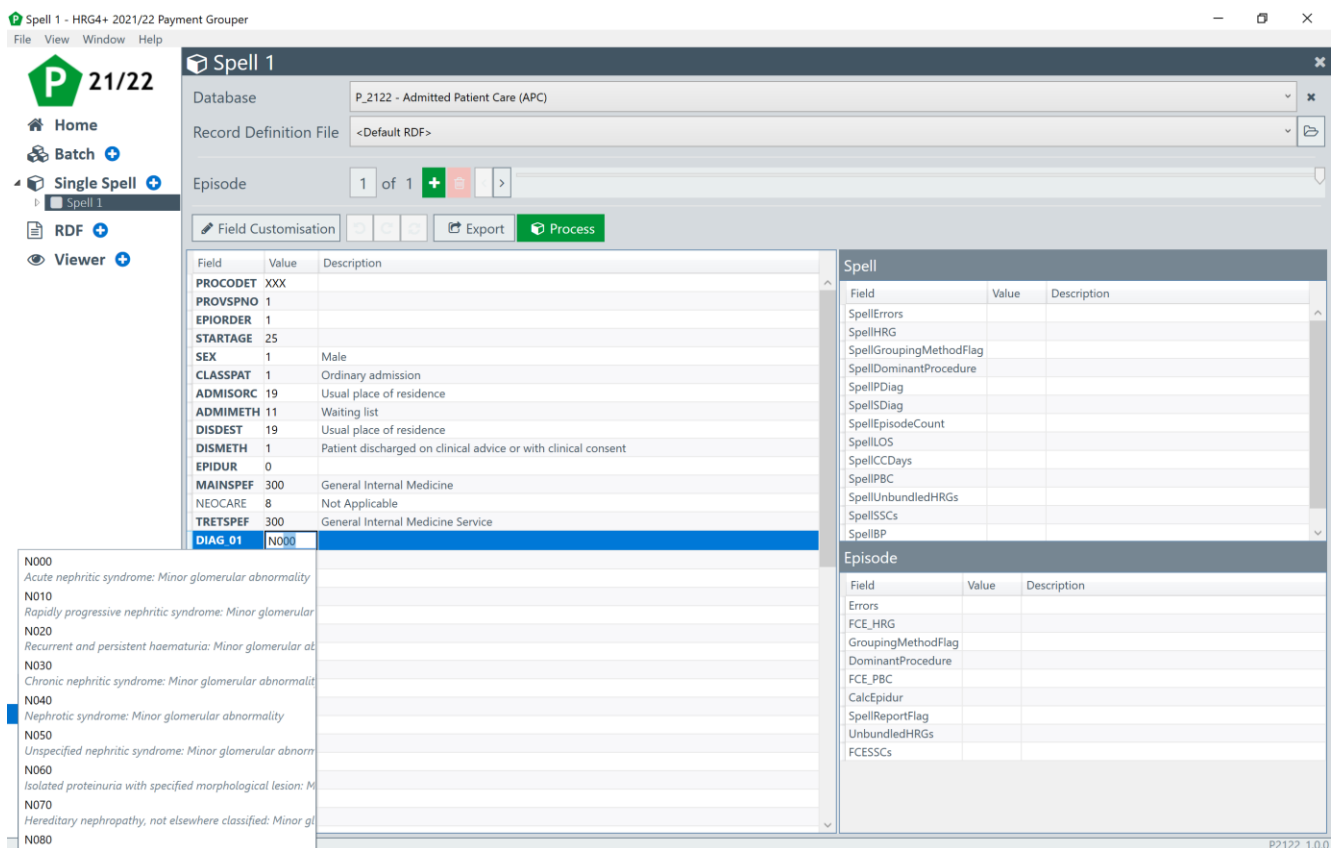 Spell 1 - HRG4+ 2021/22 Payment Grouper
File View Window Help
P 21/22
Home
Batch
Single Spell
Spell 1
RDF
Viewer
Spell 1
Database P_2122 - Admitted Patient Care (APC)
Record Definition File <Default RDF>
Episode 1 of 1
Field Customisation Export Process
Field Value Description
PROCODET XXX
PROVSPNO 1
EPIORDER 1
STARTAGE 25
SEX 1 Male
CLASSPAT 1 Ordinary admission
ADMISORC 19 Usual place of residence
ADMIMETH 11 Waiting list
DISDEST 19 Usual place of residence
DISMETH 1 Patient discharged on clinical advice or with clinical consent
EPIDUR 0
MAINSPEF 300 General Internal Medicine
NEOCARE 8 Not Applicable
TRETSPEF 300 General Internal Medicine Service
DIAG_01 N000
N000
Acute nephritic syndrome: Minor glomerular abnormality
N010
Rapidly progressive nephritic syndrome: Minor glomerular
N020
Recurrent and persistent haematuria: Minor glomerular ab
N030
Chronic nephritic syndrome: Minor glomerular abnormalit
N040
Nephrotic syndrome: Minor glomerular abnormality
N050
Unspecified nephritic syndrome: Minor glomerular abnorm
N060
Isolated proteinuria with specified morphological lesion: M
N070
Hereditary nephropathy, not elsewhere classified: Minor gl
N080
Spell
Field Value Description
SpellErrors
SpellHRG
SpellGroupingMethodFlag
SpellDominantProcedure
SpellPDiag
SpellSDiag
SpellEpisodeCount
SpellLOS
SpellCCDays
SpellPBC
SpellUnbundledHRGs
SpellSSCs
SpellBP
Episode
Field Value Description
Errors
FCE_HRG
GroupingMethodFlag
DominantProcedure
FCE_PBC
CalcEpidur
SpellReportFlag
UnbundledHRGs
FCESSCs
P2122_1.0.0